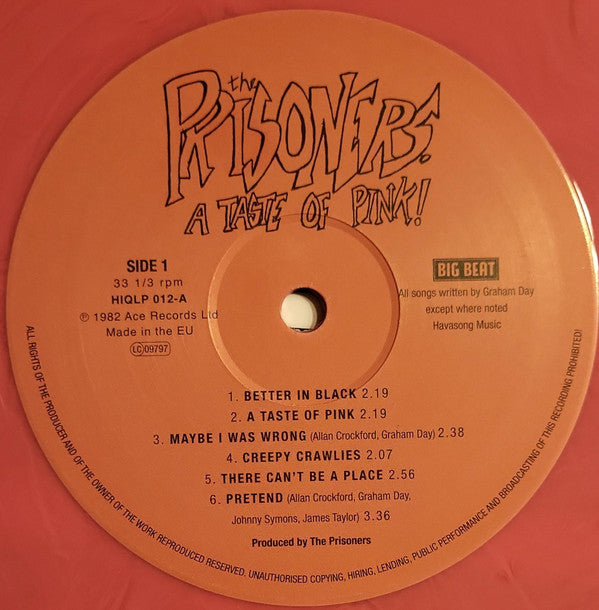 the
PRISONERS.
A TASTE OF PINK!
SIDE 1
33 1/3 rpm
HIQLP 012-A
℗ 1982 Ace Records Ltd
Made in the EU
LC 09797
BIG BEAT
All songs written by Graham Day
except where noted
Havasong Music
1. BETTER IN BLACK 2.19
2. A TASTE OF PINK 2.19
3. MAYBE I WAS WRONG (Allan Crockford, Graham Day) 2.38
4. CREEPY CRAWLIES 2.07
5. THERE CAN'T BE A PLACE 2.56
6. PRETEND (Allan Crockford, Graham Day,
Johnny Symons, James Taylor) 3.36
Produced by The Prisoners
ALL RIGHTS OF THE PRODUCER AND OF THE OWNER OF THE WORK REPRODUCED RESERVED. UNAUTHORISED COPYING, HIRING, LENDING, PUBLIC PERFORMANCE AND BROADCASTING OF THIS RECORDING PROHIBITED!